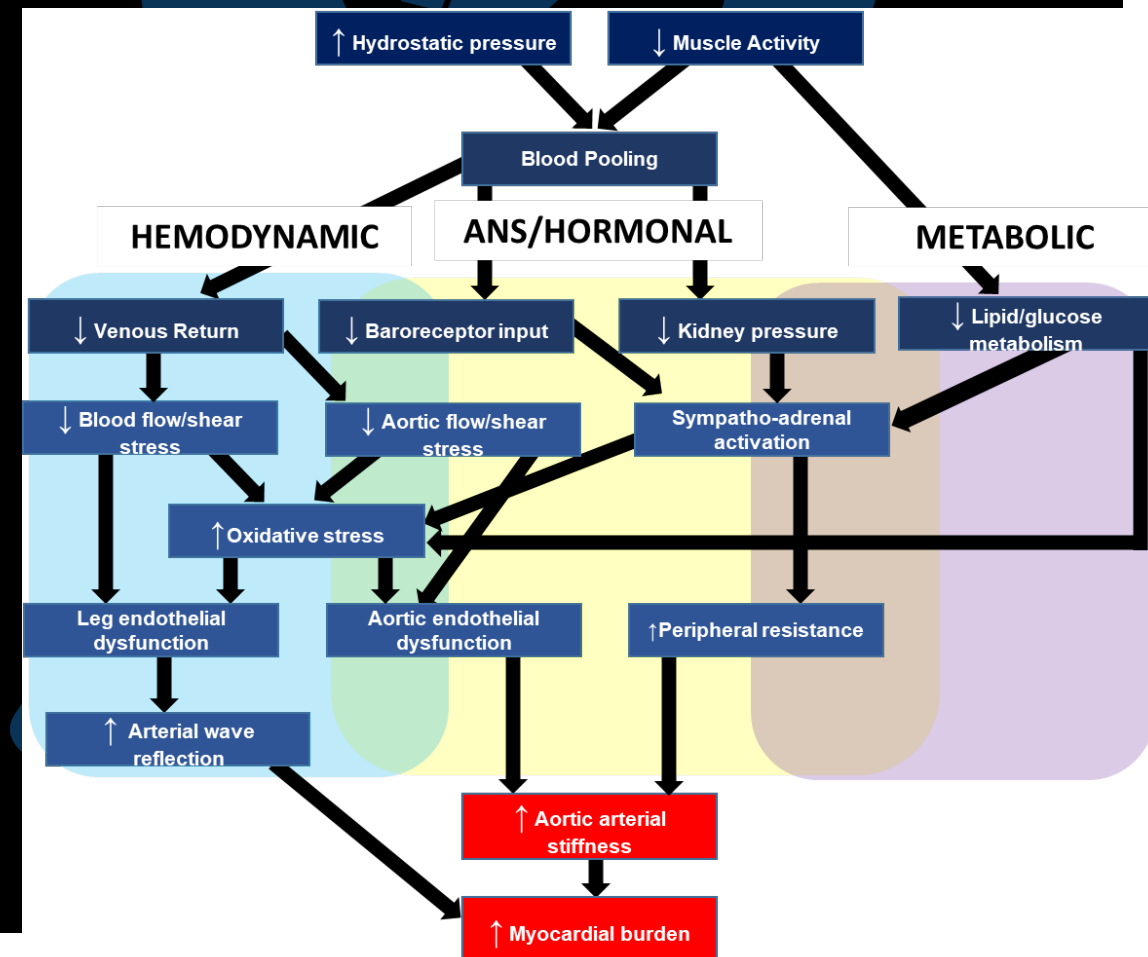 ↑ Hydrostatic pressure
↓ Muscle Activity
Blood Pooling
HEMODYNAMIC
ANS/HORMONAL
METABOLIC
↓ Venous Return
↓ Baroreceptor input
↓ Kidney pressure
↓ Lipid/glucose
metabolism
↓ Blood flow/shear
stress
↓ Aortic flow/shear
stress
Sympatho-adrenal
activation
↑ Oxidative stress
Leg endothelial
dysfunction
Aortic endothelial
dysfunction
↑Peripheral resistance
↑ Arterial wave
reflection
↑ Aortic arterial
stiffness
↑ Myocardial burden